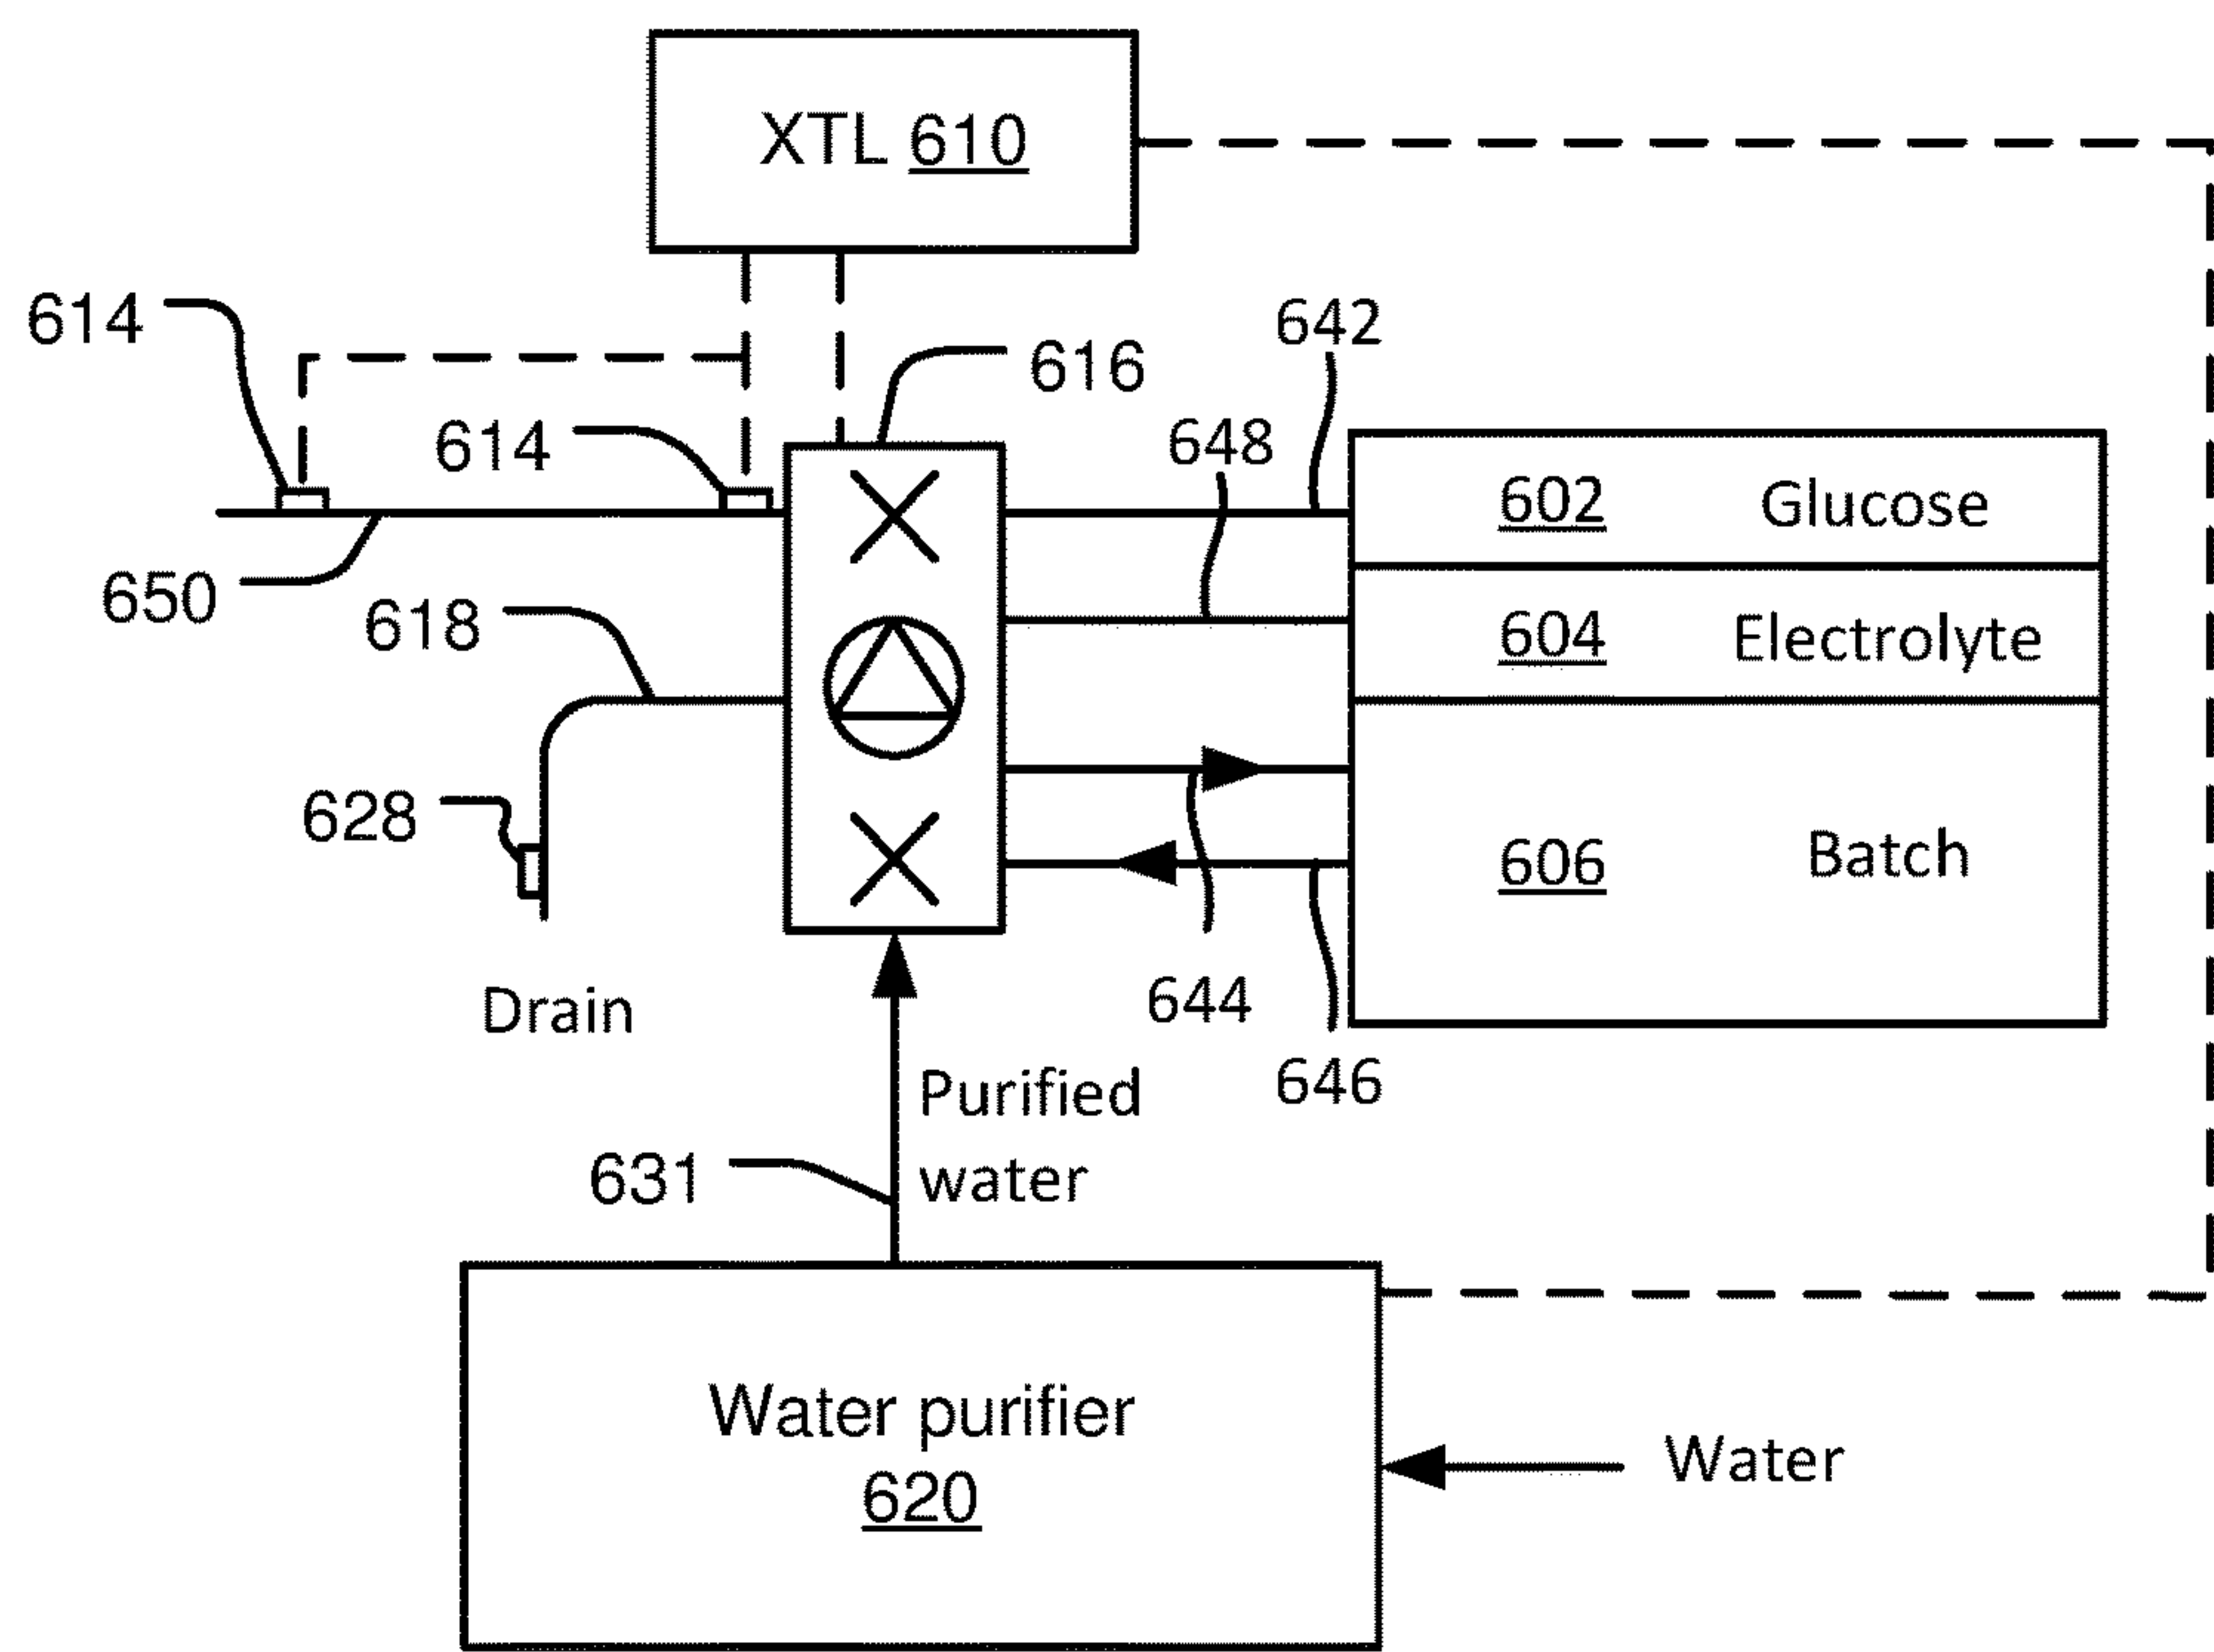 XTL 610
614
642
616
614
648
602 Glucose
650
618
604 Electrolyte
628
606 Batch
644
Drain
646
Purified
water
631
Water purifier
620
Water